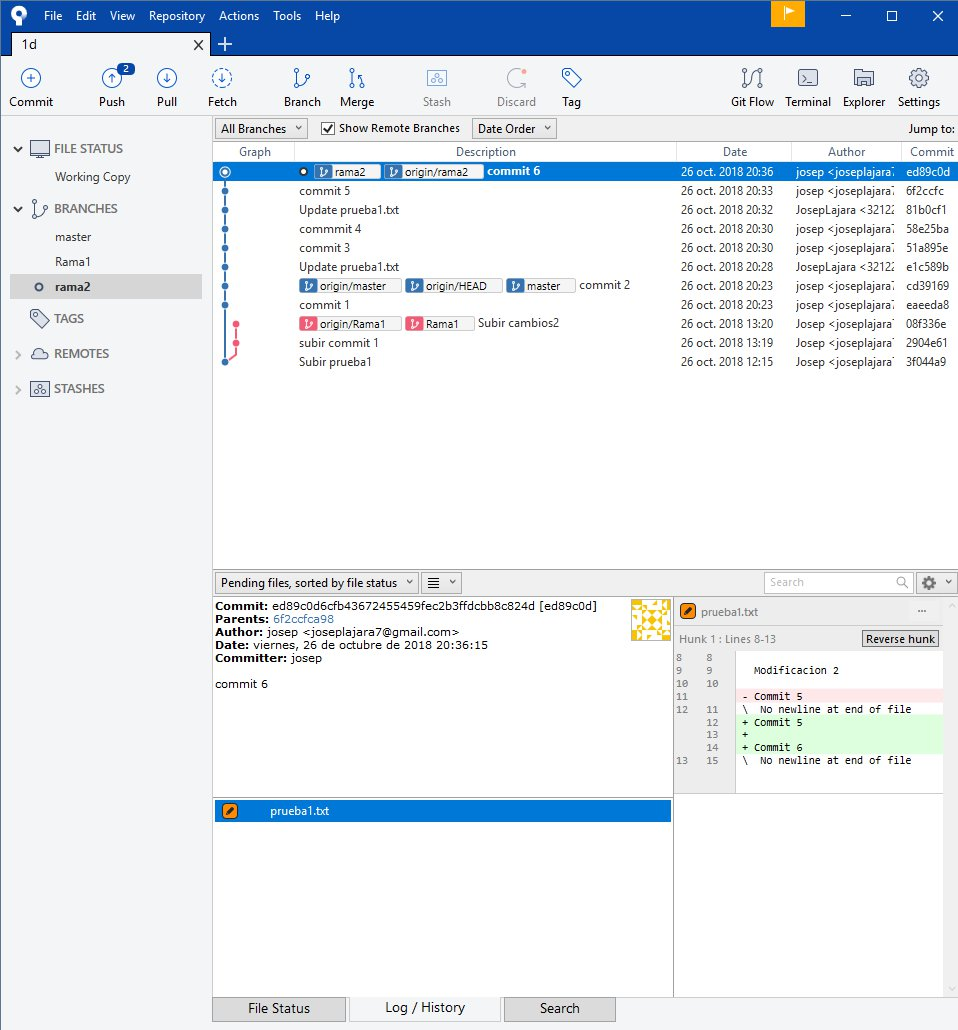 File Edit View Repository Actions Tools Help
1d
2
Commit Push Pull Fetch Branch Merge Stash Discard Tag Git Flow Terminal Explorer Settings
All Branches Show Remote Branches Date Order Jump to:
Graph Description Date Author Commit
rama2 origin/rama2 commit 6 26 oct. 2018 20:36 josep <joseplajara7 ed89c0d
commit 5 26 oct. 2018 20:33 josep <joseplajara7 6f2ccfc
Update prueba1.txt 26 oct. 2018 20:32 JosepLajara <32122 81b0cf1
commmit 4 26 oct. 2018 20:30 josep <joseplajara7 58e25ba
commit 3 26 oct. 2018 20:30 josep <joseplajara7 51a895e
Update prueba1.txt 26 oct. 2018 20:28 JosepLajara <32122 e1c589b
origin/master origin/HEAD master commit 2 26 oct. 2018 20:23 josep <joseplajara7 cd39169
commit 1 26 oct. 2018 20:23 josep <joseplajara7 eaeeda8
origin/Rama1 Rama1 Subir cambios2 26 oct. 2018 13:20 josep <joseplajara7 08f336e
subir commit 1 26 oct. 2018 13:19 Josep <joseplajara7 2904e61
Subir prueba1 26 oct. 2018 12:15 Josep <joseplajara7 3f044a9
FILE STATUS
Working Copy
BRANCHES
master
Rama1
rama2
TAGS
REMOTES
STASHES
Pending files, sorted by file status Search
Commit: ed89c0d6cfb43672455459fec2b3ffdcbb8c824d [ed89c0d]
Parents: 6f2ccfca98
Author: josep <joseplajara7@gmail.com>
Date: viernes, 26 de octubre de 2018 20:36:15
Committer: josep
commit 6
prueba1.txt
prueba1.txt ...
Hunk 1 : Lines 8-13 Reverse hunk
8 8
9 9 Modificacion 2
10 10
11 - Commit 5
12 11 \ No newline at end of file
12 + Commit 5
13 +
14 + Commit 6
13 15 \ No newline at end of file
File Status Log / History Search